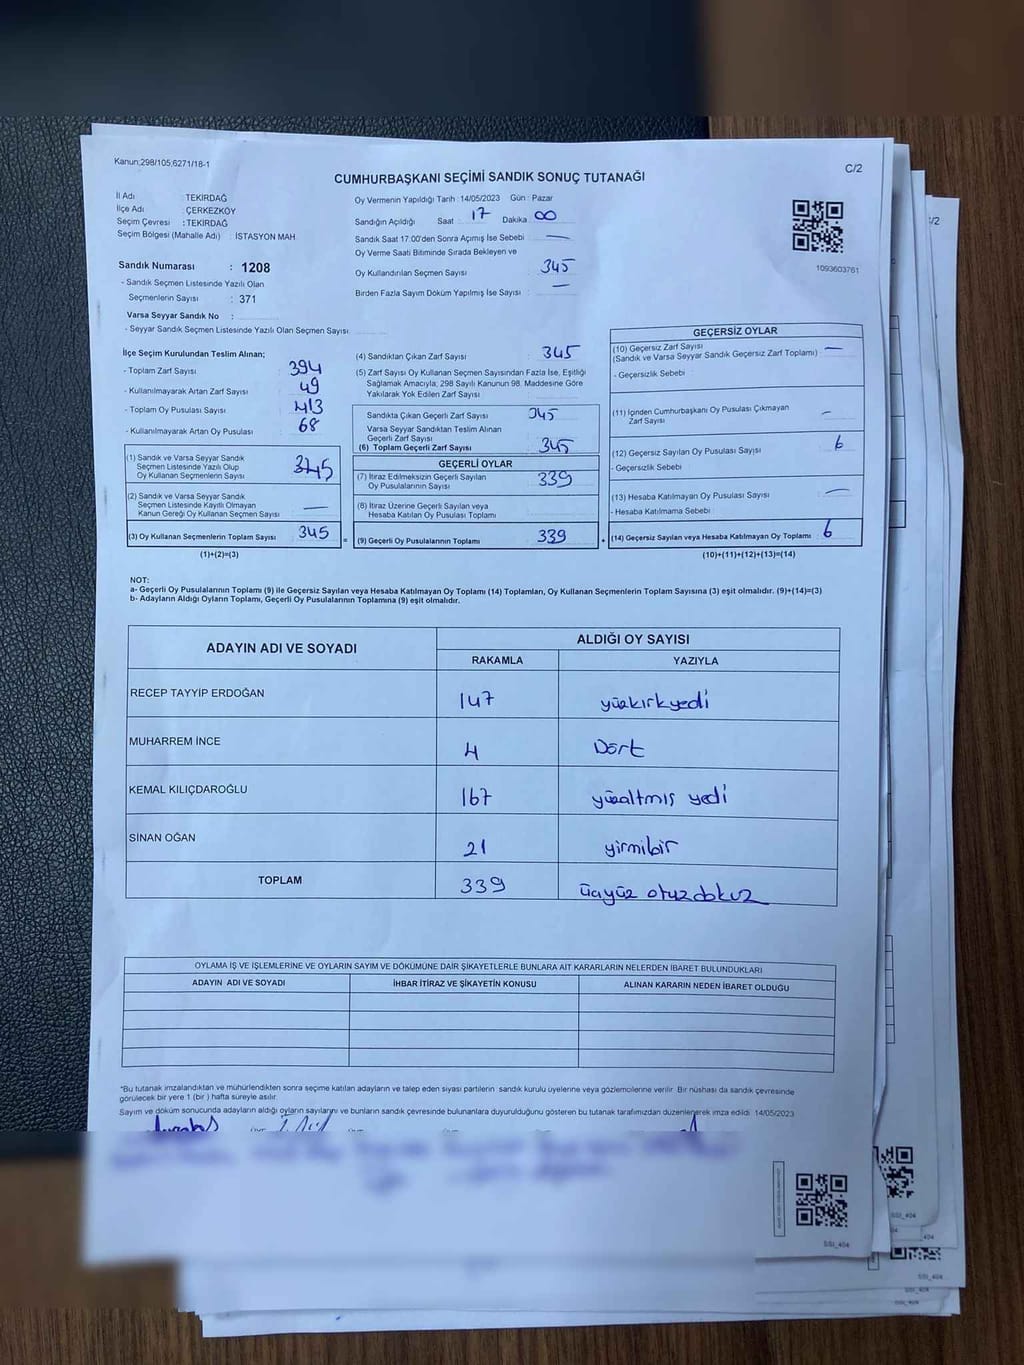 Kanun;298/105,6271/18-1
C/2
CUMHURBAŞKANI SEÇİMİ SANDIK SONUÇ TUTANAĞI
İl Adı : TEKİRDAĞ
İlçe Adı : ÇERKEZKÖY
Seçim Çevresi : TEKİRDAĞ
Seçim Bölgesi (Mahalle Adı) : İSTASYON MAH.
Sandık Numarası : 1208
- Sandık Seçmen Listesinde Yazılı Olan
Seçmenlerin Sayısı : 371
Varsa Seyyar Sandık No :
- Seyyar Sandık Seçmen Listesinde Yazılı Olan Seçmen Sayısı :
Oy Vermenin Yapıldığı Tarih : 14/05/2023 Gün : Pazar
Sandığın Açıldığı Saat : 17 Dakika : 00
Sandık Saat 17:00'den Sonra Açımış İse Sebebi : —
Oy Verme Saati Bitiminde Sırada Bekleyen ve
Oy Kullandırılan Seçmen Sayısı : 345
Birden Fazla Sayım Döküm Yapılmış İse Sayısı : —
1093603761
İlçe Seçim Kurulundan Teslim Alınan;
- Toplam Zarf Sayısı : 394
- Kullanılmayarak Artan Zarf Sayısı : 49
- Toplam Oy Pusulası Sayısı : 413
- Kullanılmayarak Artan Oy Pusulası : 68
(1) Sandık ve Varsa Seyyar Sandık
Seçmen Listesinde Yazılı Olup
Oy Kullanan Seçmenlerin Sayısı 345
(2) Sandık ve Varsa Seyyar Sandık
Seçmen Listesinde Kayıtlı Olmayan
Kanun Gereği Oy Kullanan Seçmen Sayısı —
(3) Oy Kullanan Seçmenlerin Toplam Sayısı 345
(1)+(2)=(3)
(4) Sandıktan Çıkan Zarf Sayısı : 345
(5) Zarf Sayısı Oy Kullanan Seçmen Sayısından Fazla İse, Eşitliği
Sağlamak Amacıyla; 298 Sayılı Kanunun 98. Maddesine Göre
Yakılarak Yok Edilen Zarf Sayısı :
Sandıkta Çıkan Geçerli Zarf Sayısı : 345
Varsa Seyyar Sandıktan Teslim Alınan
Geçerli Zarf Sayısı
(6) Toplam Geçerli Zarf Sayısı : 345
GEÇERLİ OYLAR
(7) İtiraz Edilmeksizin Geçerli Sayılan
Oy Pusulalarının Sayısı 339
(8) İtiraz Üzerine Geçerli Sayılan veya
Hesaba Katılan Oy Pusulası Toplamı
= (9) Geçerli Oy Pusulalarının Toplamı 339
GEÇERSİZ OYLAR
(10) Geçersiz Zarf Sayısı
(Sandık ve Varsa Seyyar Sandık Geçersiz Zarf Toplamı) —
- Geçersizlik Sebebi :
(11) İçinden Cumhurbaşkanı Oy Pusulası Çıkmayan
Zarf Sayısı —
(12) Geçersiz Sayılan Oy Pusulası Sayısı 6
- Geçersizlik Sebebi
(13) Hesaba Katılmayan Oy Pusulası Sayısı —
- Hesaba Katılmama Sebebi
+ (14) Geçersiz Sayılan veya Hesaba Katılmayan Oy Toplamı 6
(10)+(11)+(12)+(13)=(14)
NOT:
a- Geçerli Oy Pusulalarının Toplamı (9) ile Geçersiz Sayılan veya Hesaba Katılmayan Oy Toplamı (14) Toplamları, Oy Kullanan Seçmenlerin Toplam Sayısına (3) eşit olmalıdır. (9)+(14)=(3)
b- Adayların Aldığı Oyların Toplamı, Geçerli Oy Pusulalarının Toplamına (9) eşit olmalıdır.
ADAYIN ADI VE SOYADI ALDIĞI OY SAYISI
RAKAMLA YAZIYLA
RECEP TAYYİP ERDOĞAN 147 yüzkırkyedi
MUHARREM İNCE 4 Dört
KEMAL KILIÇDAROĞLU 167 yüzaltmış yedi
SİNAN OĞAN 21 yirmibir
TOPLAM 339 üçyüz otuzdokuz
OYLAMA İŞ VE İŞLEMLERİNE VE OYLARIN SAYIM VE DÖKÜMÜNE DAİR ŞİKAYETLERLE BUNLARA AİT KARARLARIN NELERDEN İBARET BULUNDUKLARI
ADAYIN ADI VE SOYADI İHBAR İTİRAZ VE ŞİKAYETİN KONUSU ALINAN KARARIN NEDEN İBARET OLDUĞU
*Bu tutanak imzalandıktan ve mühürlendikten sonra seçime katılan adayların ve talep eden siyasi partilerin sandık kurulu üyelerine veya gözlemcilerine verilir. Bir nüshası da sandık çevresinde
görülecek bir yere 1 (bir ) hafta süreyle asılır.
Sayım ve döküm sonucunda adayların aldığı oyların sayılarını ve bunların sandık çevresinde bulunanlara duyurulduğunu gösteren bu tutanak tarafımızdan düzenlenerek imza edildi. 14/05/2023
SSI_404
SSI_404
SSI_404
SSI_404